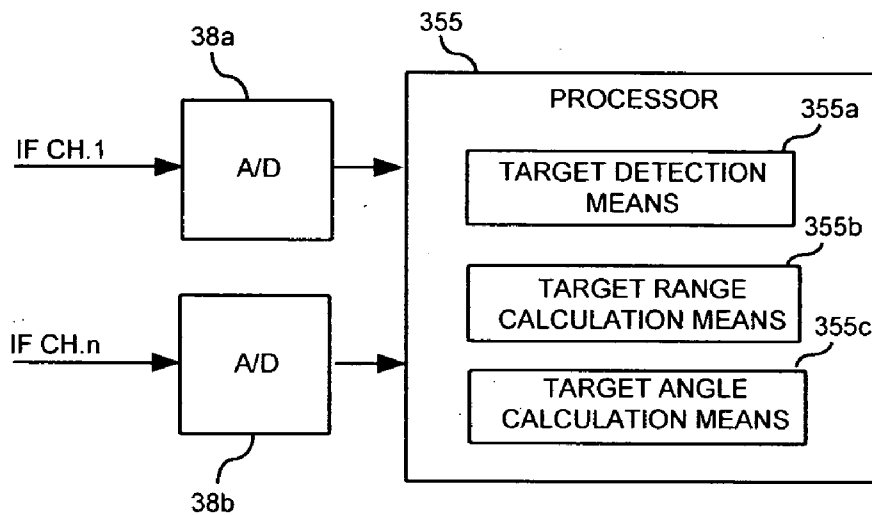 38a
355
PROCESSOR
355a
IF CH.1
A/D
TARGET DETECTION
MEANS
355b
TARGET RANGE
CALCULATION MEANS
IF CH.n
A/D
355c
TARGET ANGLE
CALCULATION MEANS
38b